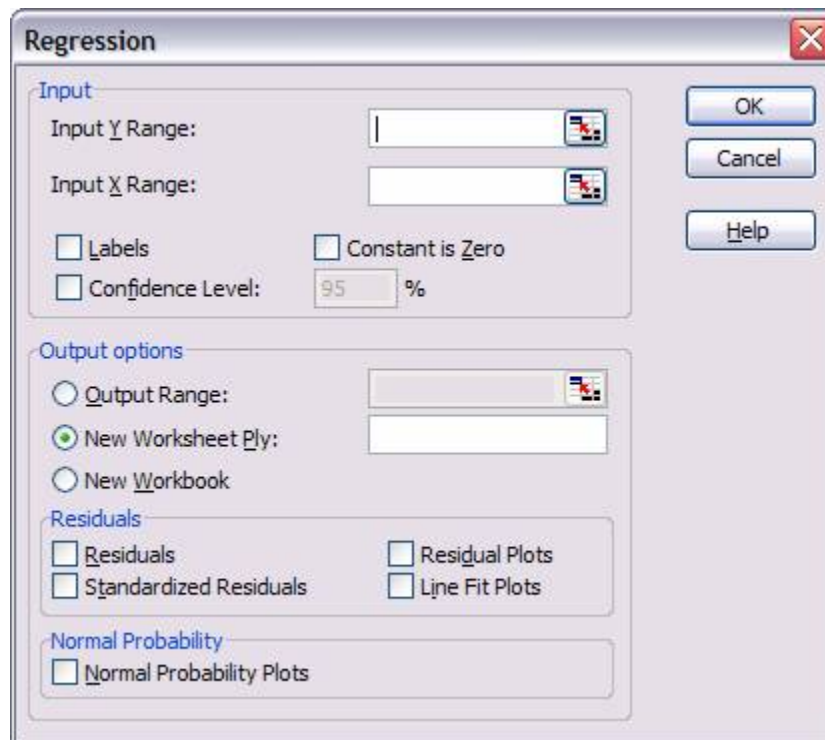 Regression
Input
Input Y Range:
Input X Range:
Labels
Constant is Zero
Confidence Level:
95 %
OK
Cancel
Help
Output options
Output Range:
New Worksheet Ply:
New Workbook
Residuals
Residuals
Residual Plots
Standardized Residuals
Line Fit Plots
Normal Probability
Normal Probability Plots